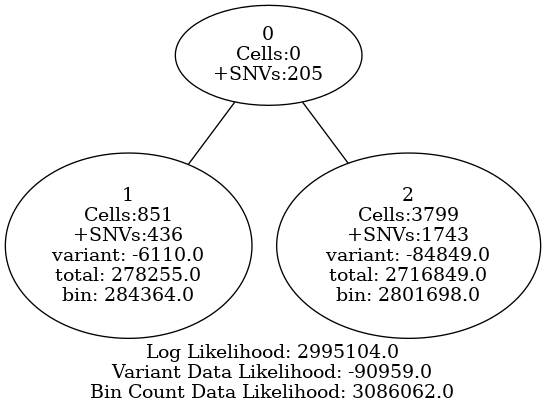 0
Cells:0
+SNVs:205
1
Cells:851
+SNVs:436
variant: -6110.0
total: 278255.0
bin: 284364.0
2
Cells:3799
+SNVs:1743
variant: -84849.0
total: 2716849.0
bin: 2801698.0
Log Likelihood: 2995104.0
Variant Data Likelihood: -90959.0
Bin Count Data Likelihood: 3086062.0